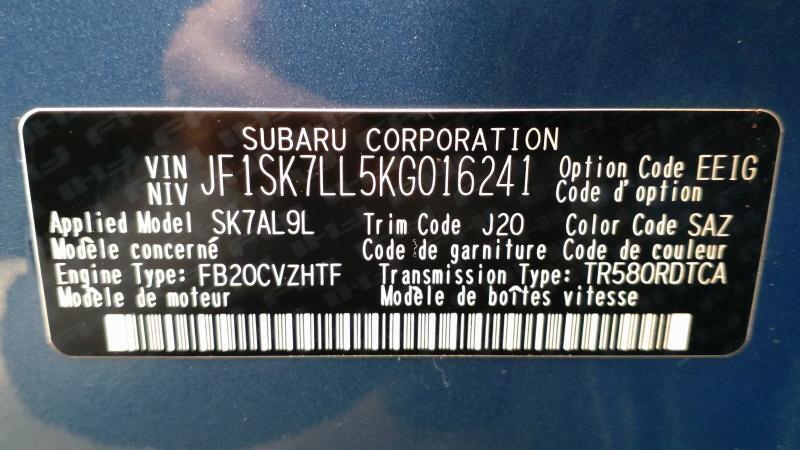 SUBARU CORPORATION
VIN
NIV
JF1SK7LL5KG016241
Option Code EEIG
Code d'option
Applied Model SK7AL9L
Modèle concerné
Trim Code J20
Code de garniture
Color Code SAZ
Code de couleur
Engine Type: FB20CVZHTF
Modèle de moteur
Transmission Type: TR580RDTCA
Modèle de boîtes vitesse